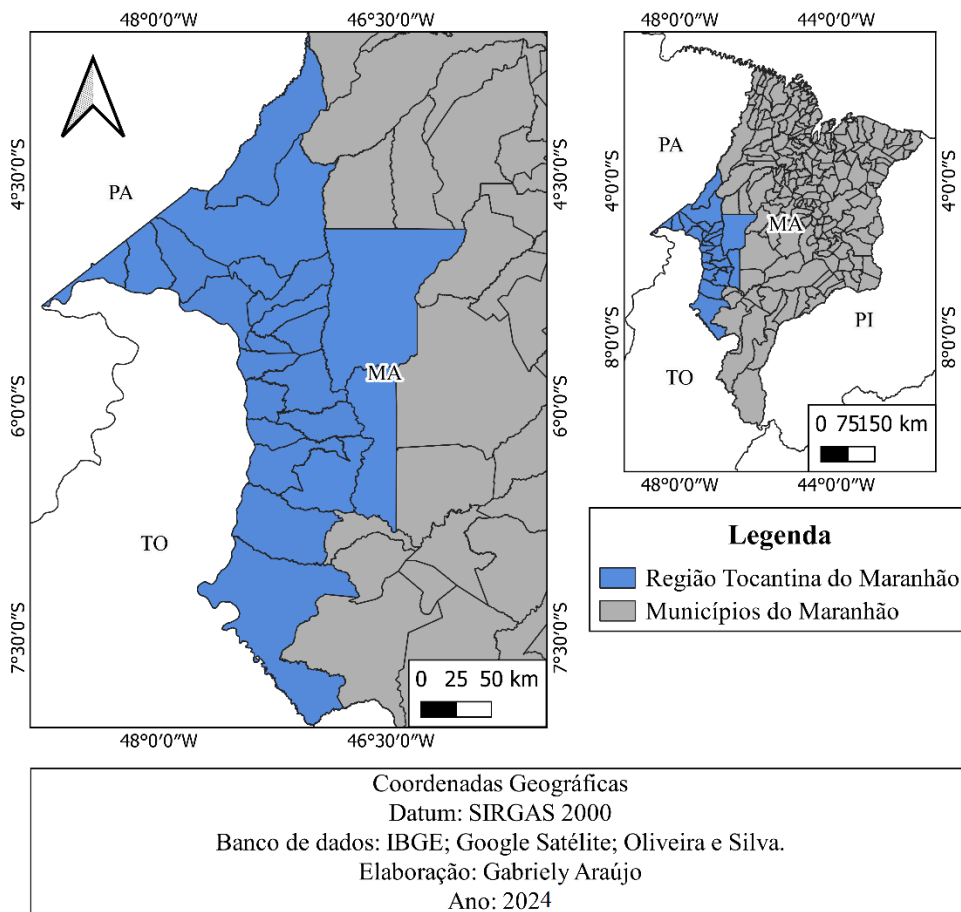 48°0′0″W 46°30′0″W
48°0′0″W 44°0′0″W
4°30′0″S 4°30′0″S
4°0′0″S 4°0′0″S
PA
PA
MA
PI
8°0′0″S 8°0′0″S
TO
0 75150 km
48°0′0″W 44°0′0″W
MA
6°0′0″S 6°0′0″S
TO
7°30′0″S 7°30′0″S
0 25 50 km
48°0′0″W 46°30′0″W
Legenda
Região Tocantina do Maranhão
Municípios do Maranhão
Coordenadas Geográficas
Datum: SIRGAS 2000
Banco de dados: IBGE; Google Satélite; Oliveira e Silva.
Elaboração: Gabriely Araújo
Ano: 2024